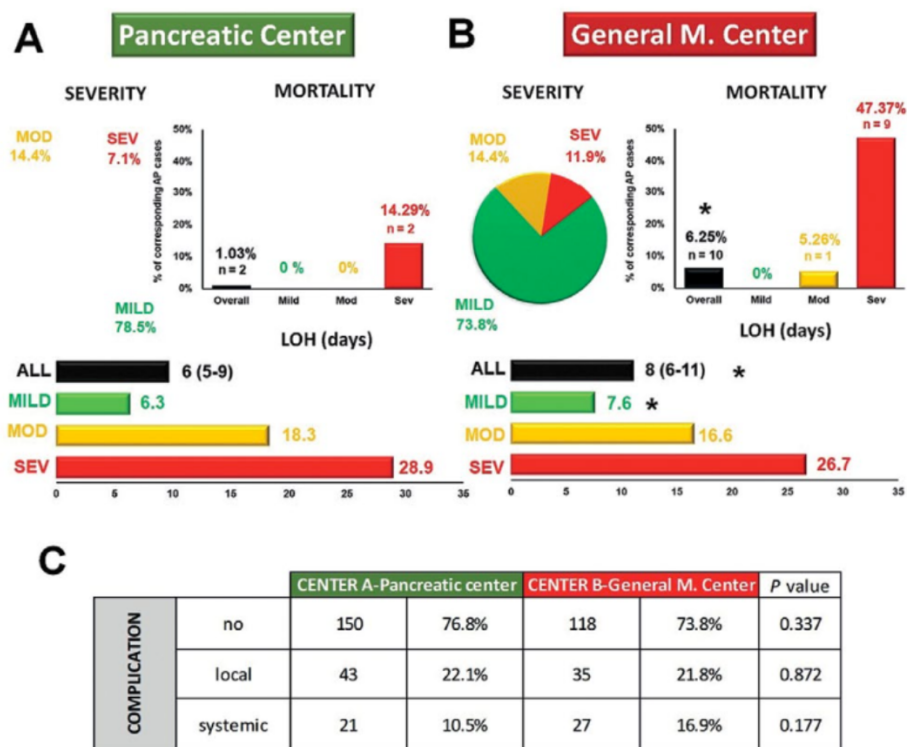 A
Pancreatic Center
SEVERITY
MORTALITY
MOD
14.4%
SEV
7.1%
MILD
78.5%
% of corresponding AP cases
50%
40%
30%
20%
10%
0%
1.03%
n = 2
0 %
0%
14.29%
n = 2
Overall Mild Mod Sev
B
General M. Center
SEVERITY
MORTALITY
MOD
14.4%
SEV
11.9%
MILD
73.8%
% of corresponding AP cases
50%
40%
30%
20%
10%
0%
*
6.25%
n = 10
0%
5.26%
n = 1
47.37%
n = 9
Overall Mild Mod Sev
LOH (days)
ALL 6 (5-9)
MILD 6.3
MOD 18.3
SEV 28.9
0 5 10 15 20 25 30 35
LOH (days)
ALL 8 (6-11) *
MILD 7.6 *
MOD 16.6
SEV 26.7
0 5 10 15 20 25 30 35
C
CENTER A-Pancreatic center CENTER B-General M. Center P value
COMPLICATION
no 150 76.8% 118 73.8% 0.337
local 43 22.1% 35 21.8% 0.872
systemic 21 10.5% 27 16.9% 0.177